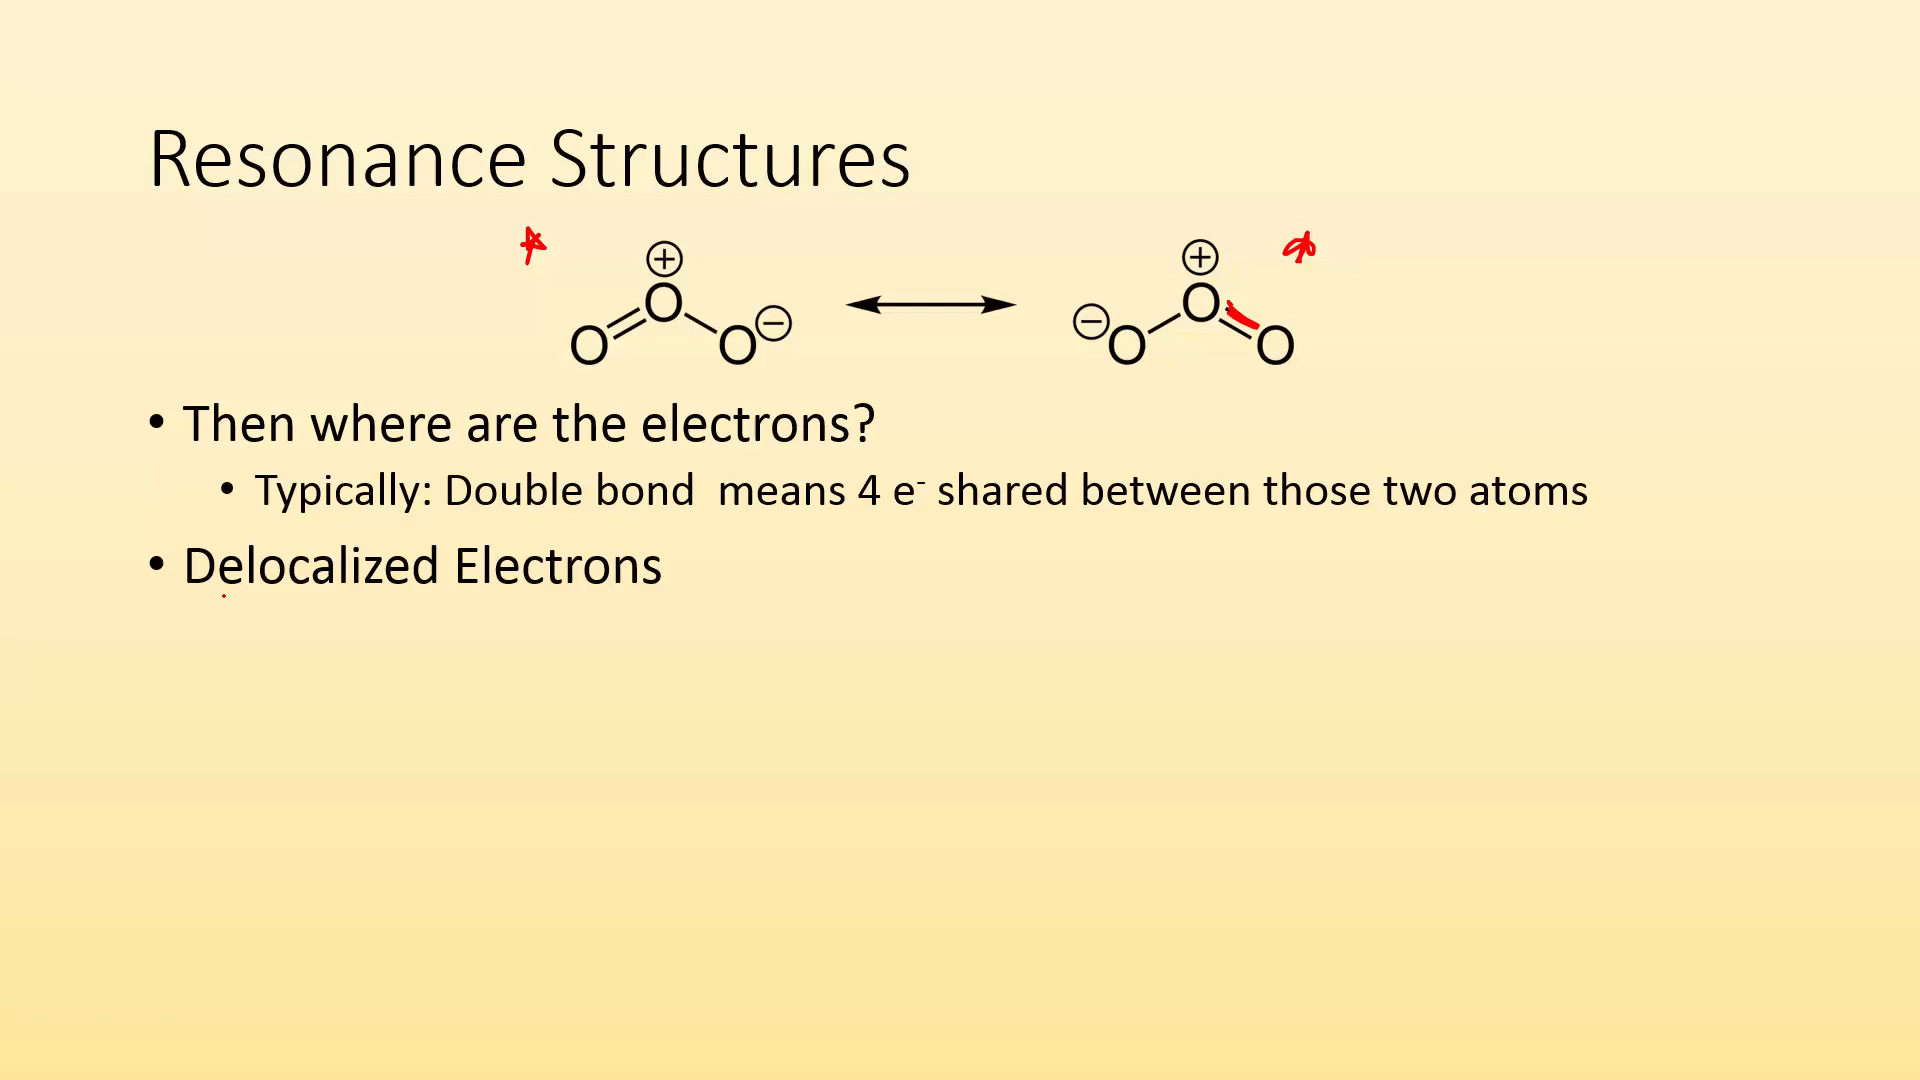 Resonance Structures
⊕ ⊕
O O
O O⊖ ⊖O O
• Then where are the electrons?
• Typically: Double bond means 4 e⁻ shared between those two atoms
• Delocalized Electrons